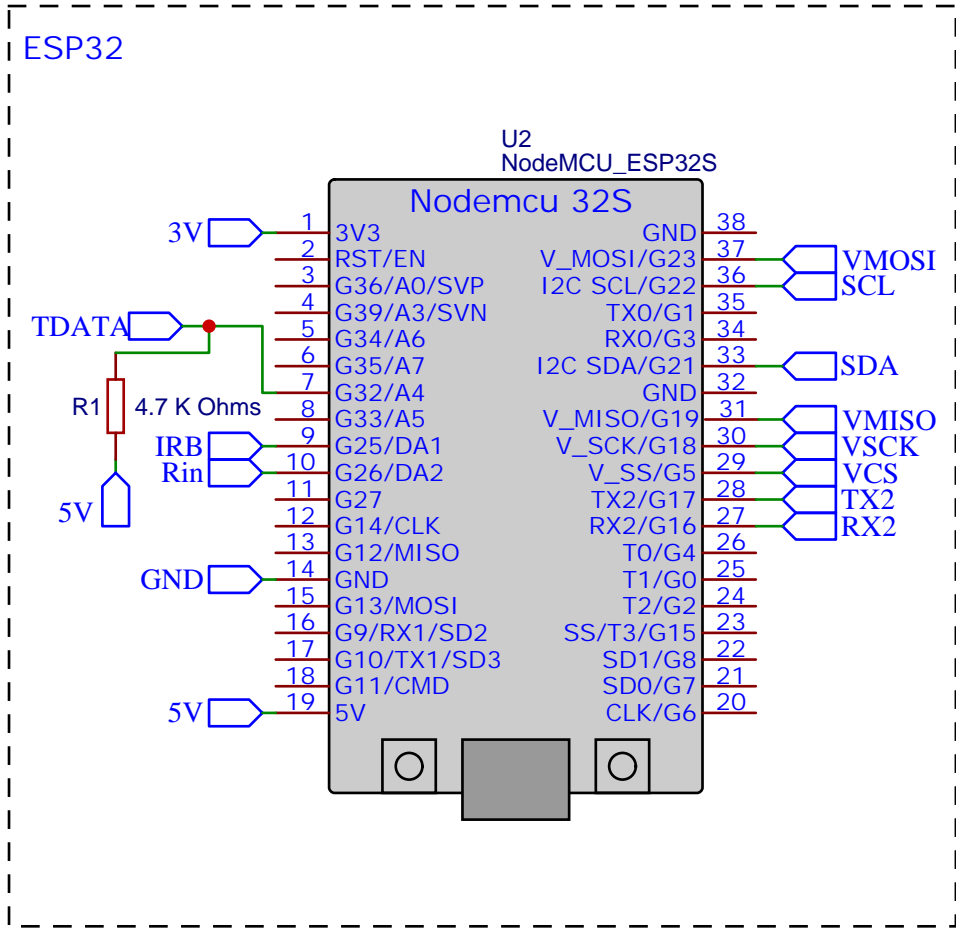 ESP32
U2
NodeMCU_ESP32S
Nodemcu 32S
3V 1 3V3 GND 38
2 RST/EN V_MOSI/G23 37 VMOSI
3 G36/A0/SVP I2C SCL/G22 36 SCL
4 G39/A3/SVN TX0/G1 35
TDATA 5 G34/A6 RX0/G3 34
6 G35/A7 I2C SDA/G21 33 SDA
7 G32/A4 GND 32
R1 4.7 K Ohms 8 G33/A5 V_MISO/G19 31 VMISO
IRB 9 G25/DA1 V_SCK/G18 30 VSCK
Rin 10 G26/DA2 V_SS/G5 29 VCS
5V 11 G27 TX2/G17 28 TX2
12 G14/CLK RX2/G16 27 RX2
13 G12/MISO T0/G4 26
GND 14 GND T1/G0 25
15 G13/MOSI T2/G2 24
16 G9/RX1/SD2 SS/T3/G15 23
17 G10/TX1/SD3 SD1/G8 22
18 G11/CMD SD0/G7 21
5V 19 5V CLK/G6 20